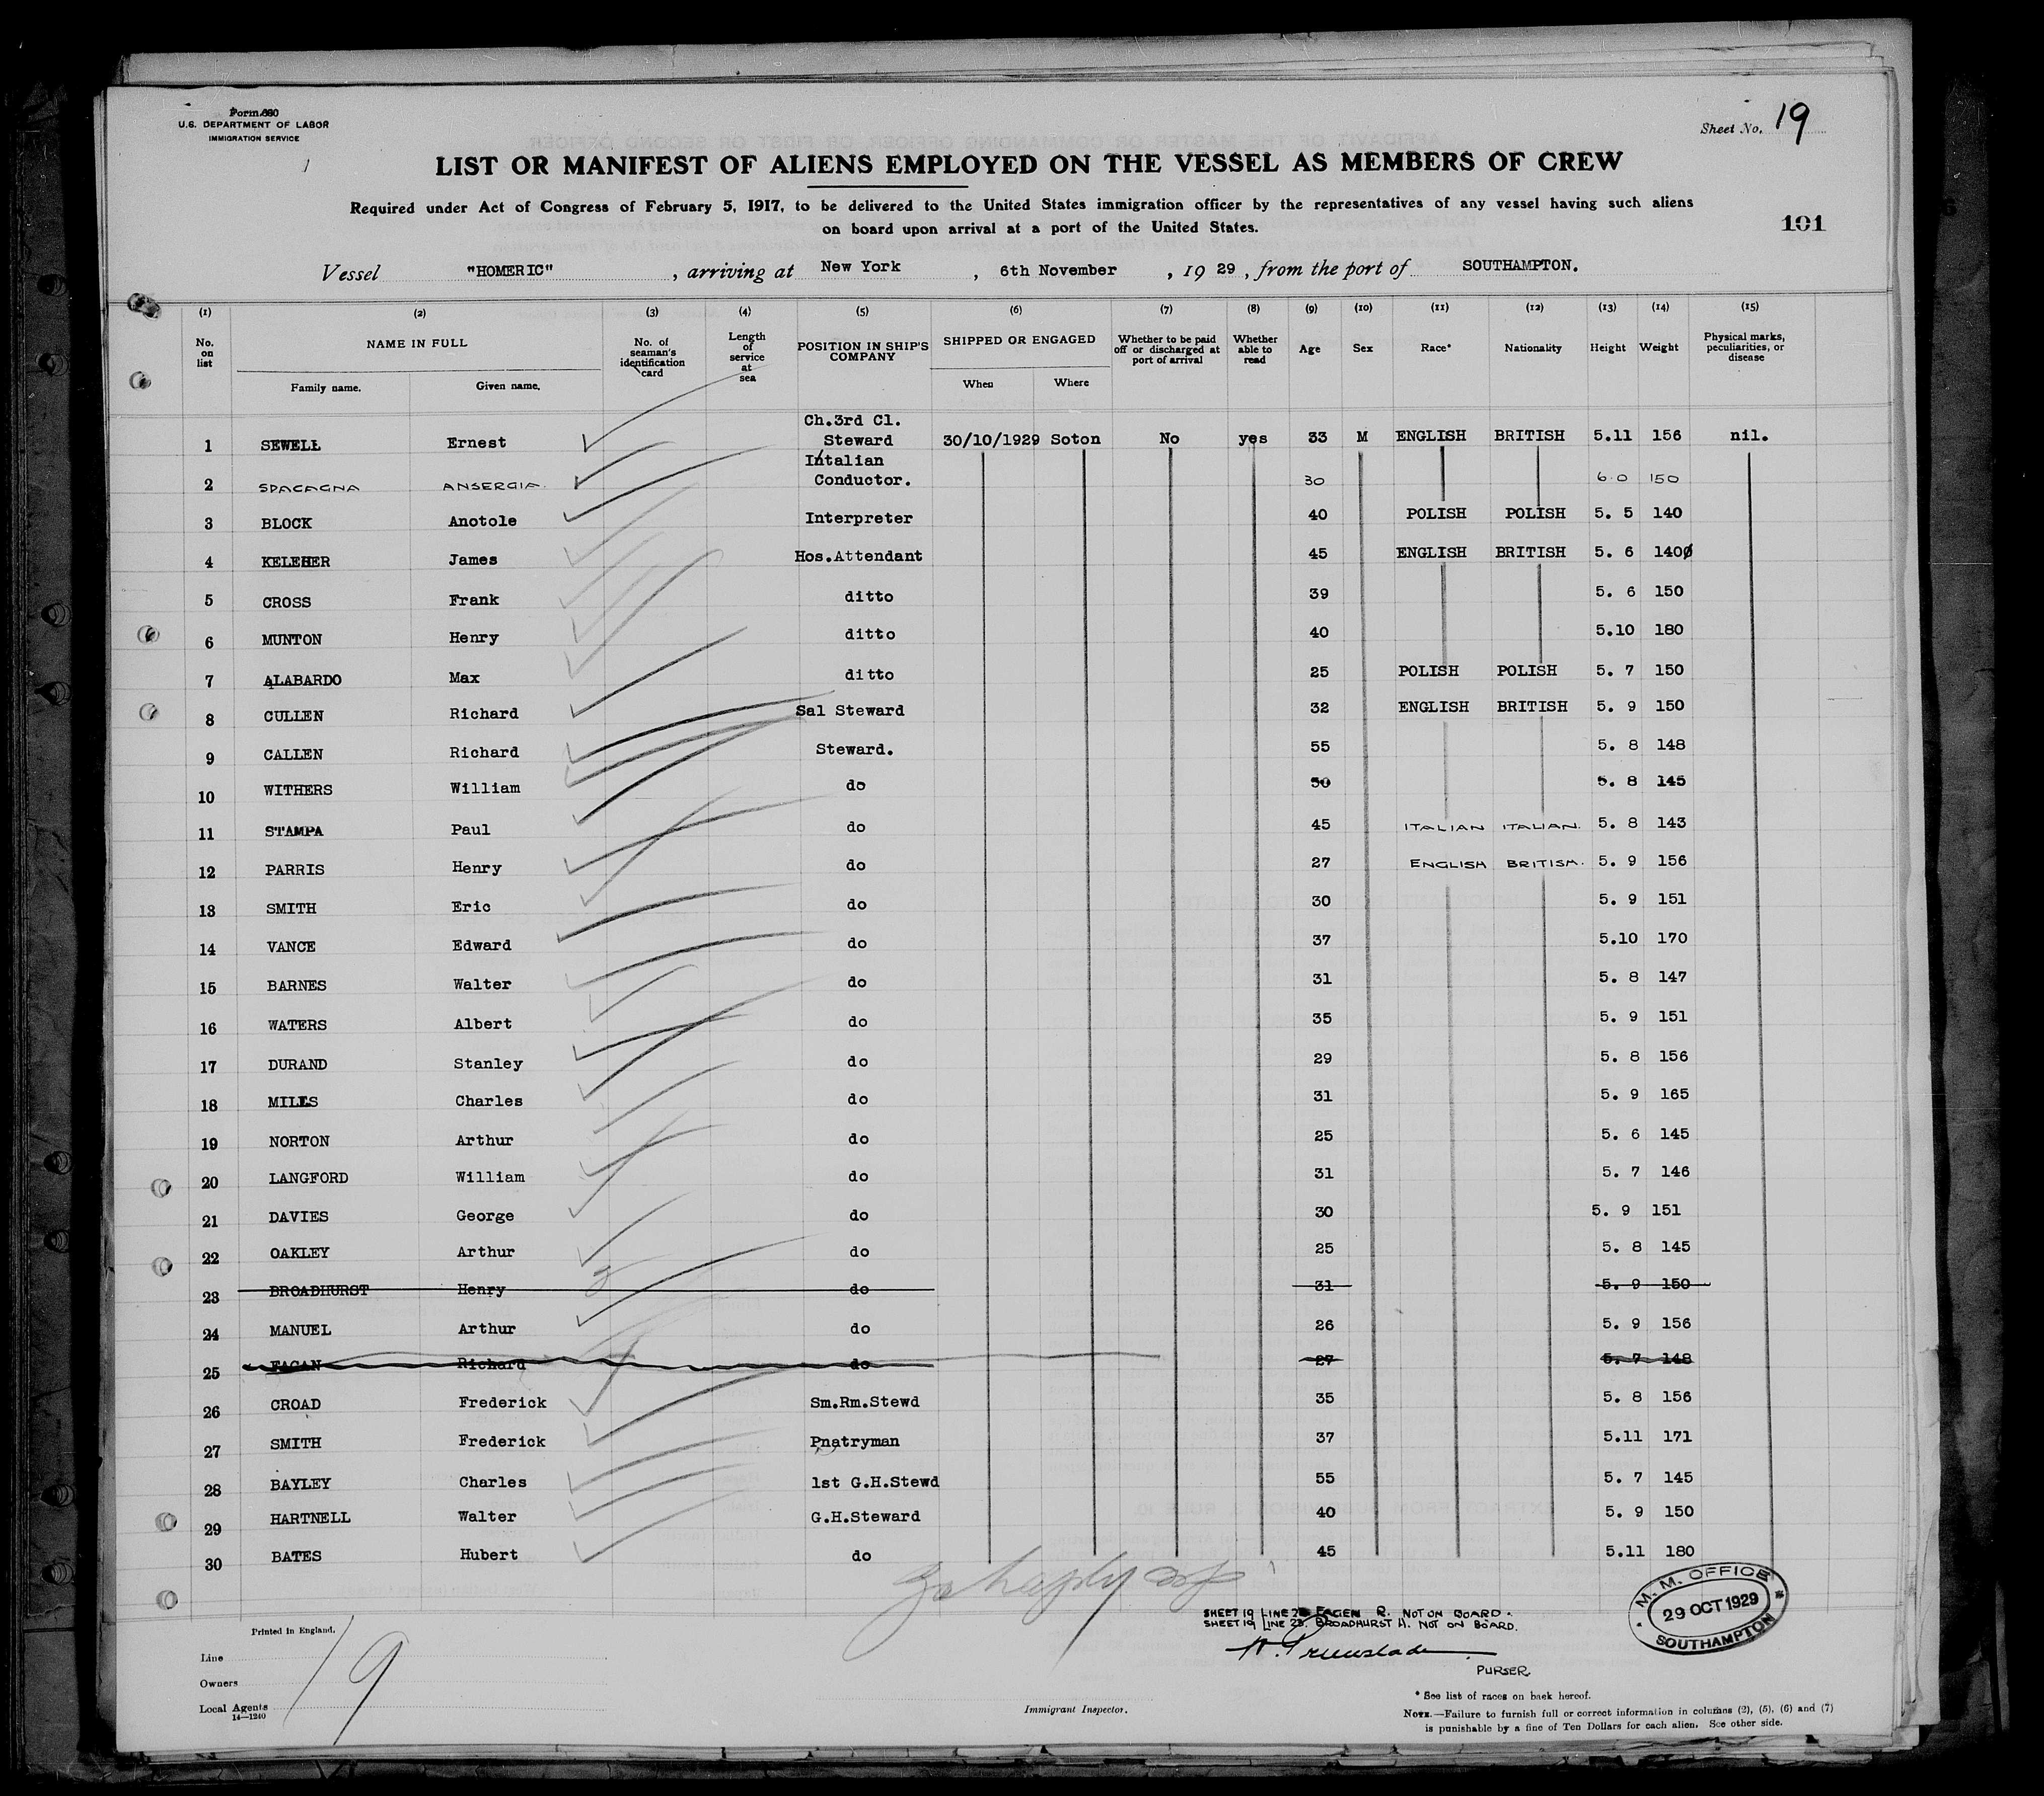 Form 680
U.S. DEPARTMENT OF LABOR
IMMIGRATION SERVICE
Sheet No. 19
LIST OR MANIFEST OF ALIENS EMPLOYED ON THE VESSEL AS MEMBERS OF CREW
Required under Act of Congress of February 5, 1917, to be delivered to the United States immigration officer by the representatives of any vessel having such aliens
on board upon arrival at a port of the United States.
101
Vessel "HOMERIC", arriving at New York, 6th November, 1929, from the port of SOUTHAMPTON.
(1) (2) (3) (4) (5) (6) (7) (8) (9) (10) (11) (12) (13) (14) (15)
No. on list NAME IN FULL Family name. Given name. No. of seaman's identification card Length of service at sea POSITION IN SHIP'S COMPANY SHIPPED OR ENGAGED When Where Whether to be paid off or discharged at port of arrival Whether able to read Age Sex Race* Nationality Height Weight Physical marks, peculiarities, or disease
1 SEWELL Ernest Ch.3rd Cl. Steward 30/10/1929 Soton No yes 33 M ENGLISH BRITISH 5.11 156 nil.
2 SPACAGNA ANSERGIA. Intalian Conductor. 30 6.0 150
3 BLOCK Anotole Interpreter 40 POLISH POLISH 5. 5 140
4 KELEHER James Hos.Attendant 45 ENGLISH BRITISH 5. 6 1400
5 CROSS Frank ditto 39 5. 6 150
6 MUNTON Henry ditto 40 5.10 180
7 ALABARDO Max ditto 25 POLISH POLISH 5. 7 150
8 CULLEN Richard Sal Steward 32 ENGLISH BRITISH 5. 9 150
9 CALLEN Richard Steward. 55 5. 8 148
10 WITHERS William do 50 5. 8 145
11 STAMPA Paul do 45 ITALIAN ITALIAN. 5. 8 143
12 PARRIS Henry do 27 ENGLISH BRITISH. 5. 9 156
13 SMITH Eric do 30 5. 9 151
14 VANCE Edward do 37 5.10 170
15 BARNES Walter do 31 5. 8 147
16 WATERS Albert do 35 5. 9 151
17 DURAND Stanley do 29 5. 8 156
18 MILLS Charles do 31 5. 9 165
19 NORTON Arthur do 25 5. 6 145
20 LANGFORD William do 31 5. 7 146
21 DAVIES George do 30 5. 9 151
22 OAKLEY Arthur do 25 5. 8 145
23 BROADHURST Henry do 31 5. 9 150
24 MANUEL Arthur do 26 5. 9 156
25 FAGAN Richard do 27 5. 7 148
26 CROAD Frederick Sm.Rm.Stewd 35 5. 8 156
27 SMITH Frederick Pnatryman 37 5.11 171
28 BAYLEY Charles 1st G.H.Stewd 55 5. 7 145
29 HARTNELL Walter G.H.Steward 40 5. 9 150
30 BATES Hubert do 45 5.11 180
SHEET 19 LINE FAGEN R. NOT ON BOARD.
SHEET 19 LINE 23. BROADHURST H. NOT ON BOARD.
PURSER
M. M. OFFICE
29 OCT 1929
SOUTHAMPTON
Printed in England.
19
Line
Owners
Local Agents
14—1240
Immigrant Inspector.
* See list of races on back hereof.
NOTE.—Failure to furnish full or correct information in columns (2), (5), (6) and (7)
is punishable by a fine of Ten Dollars for each alien. See other side.